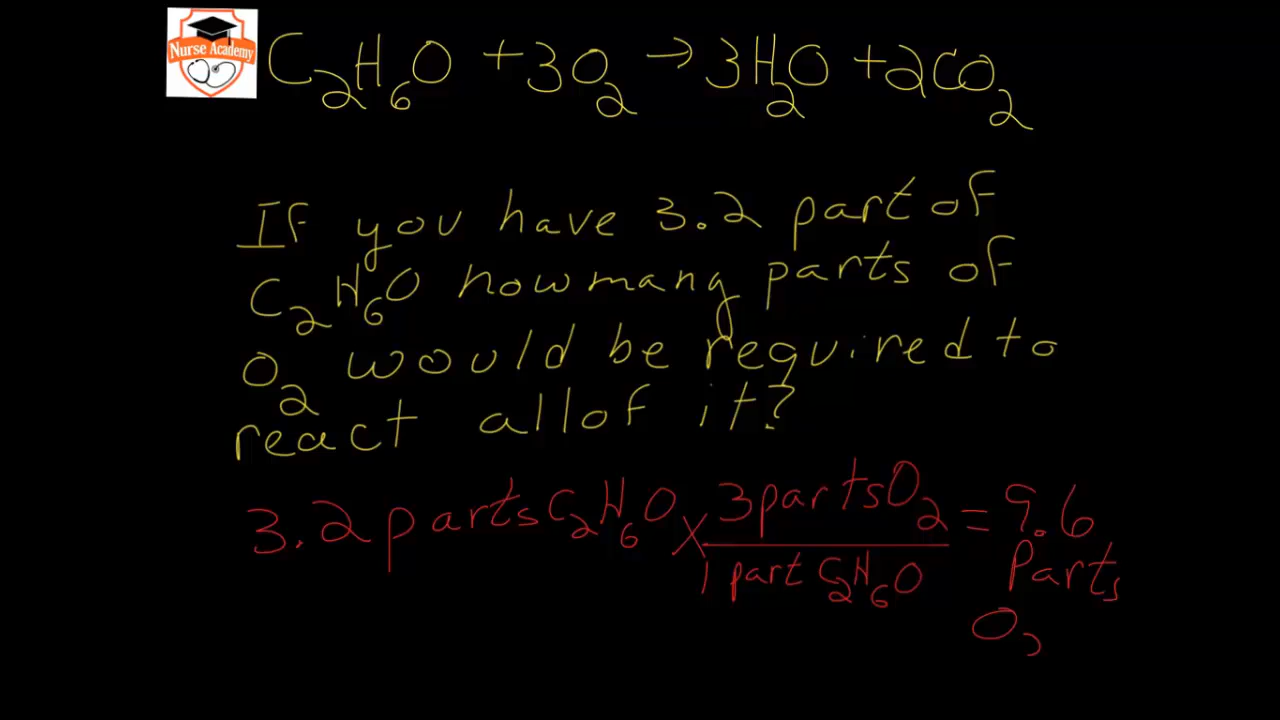 Nurse Academy
C₂H₆O + 3O₂ → 3H₂O + 2CO₂
If you have 3.2 part of
C₂H₆O how mang parts of
O₂ would be required to
react all of it?
3.2 parts C₂H₆O × 3 parts O₂ / 1 part C₂H₆O = 9.6
Parts
O₂